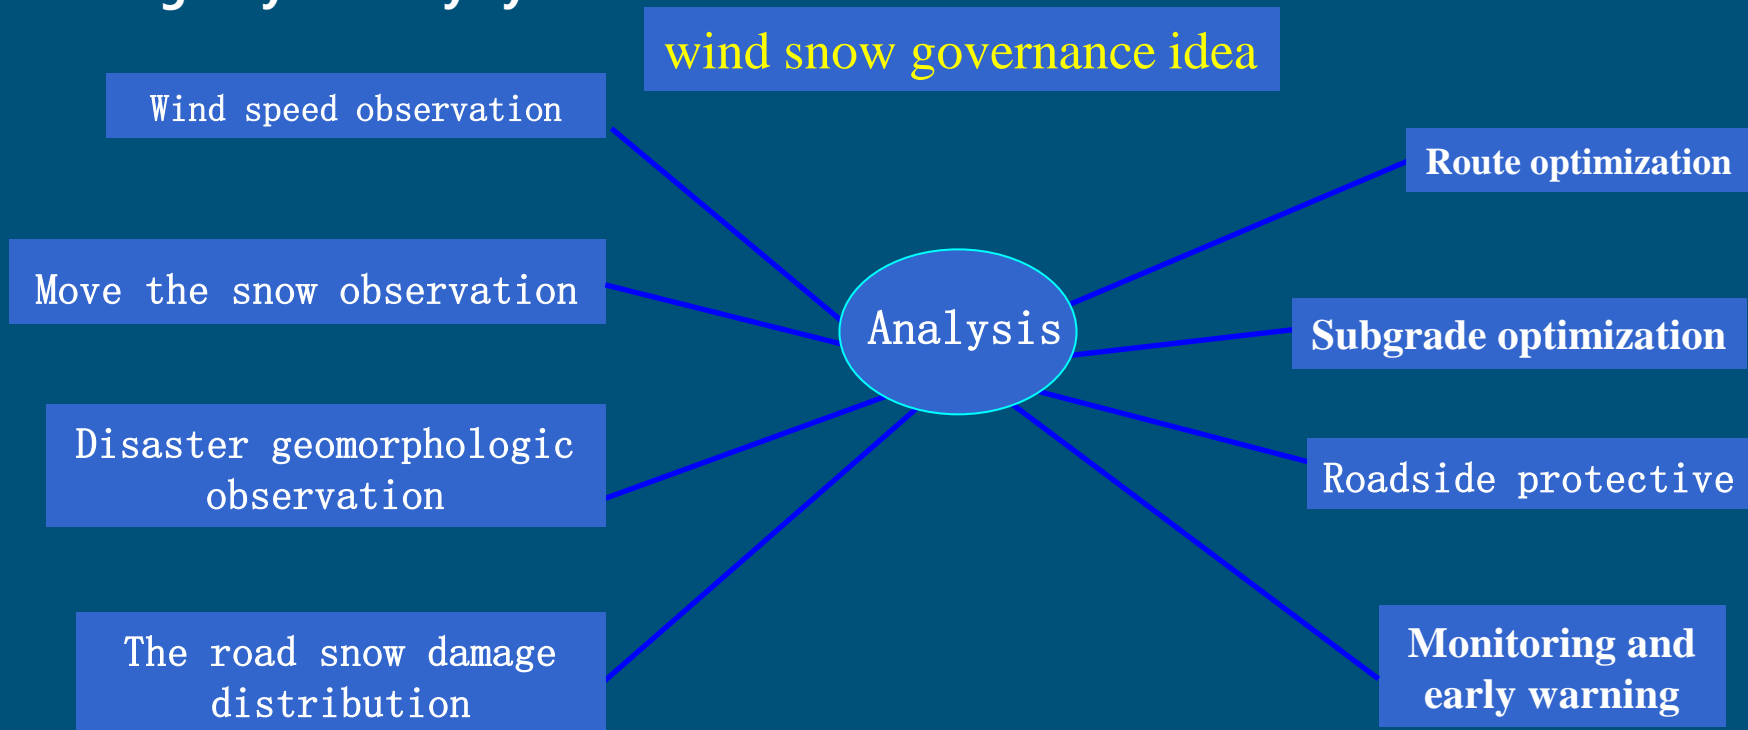 wind snow governance idea
Wind speed observation
Move the snow observation
Disaster geomorphologic
observation
The road snow damage
distribution
Analysis
Route optimization
Subgrade optimization
Roadside protective
Monitoring and
early warning